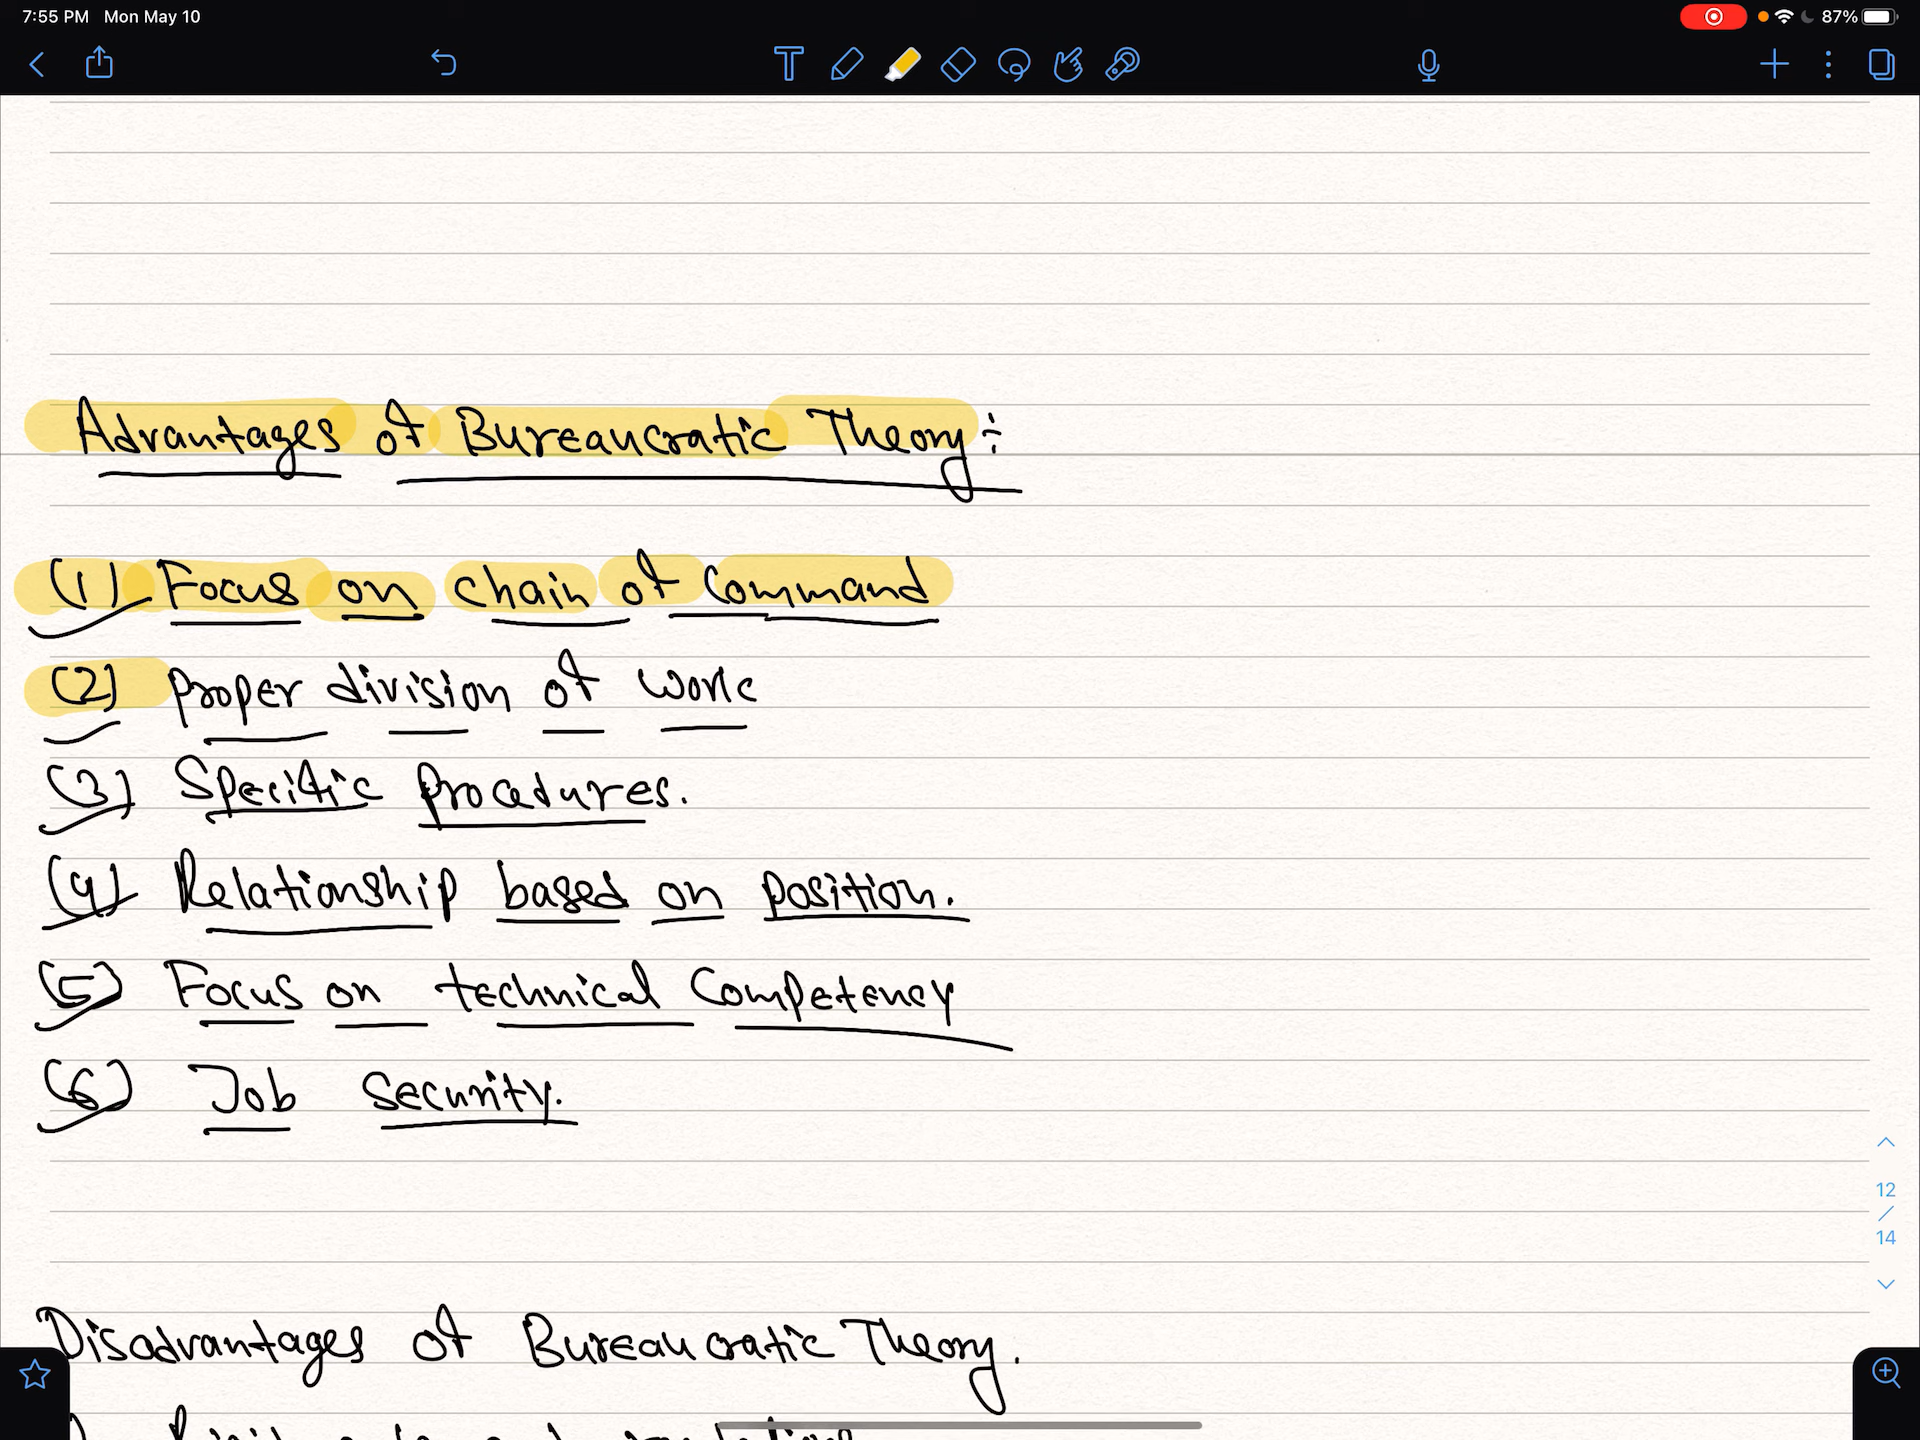 7:55 PM Mon May 10
87%
Advantages of Bureaucratic Theory:
(1) Focus on chain of command
(2) Proper division of work
(3) Specific Procedures.
(4) Relationship based on position.
(5) Focus on technical Competency
(6) Job Security.
12
/
14
Disadvantages of Bureaucratic Theory.